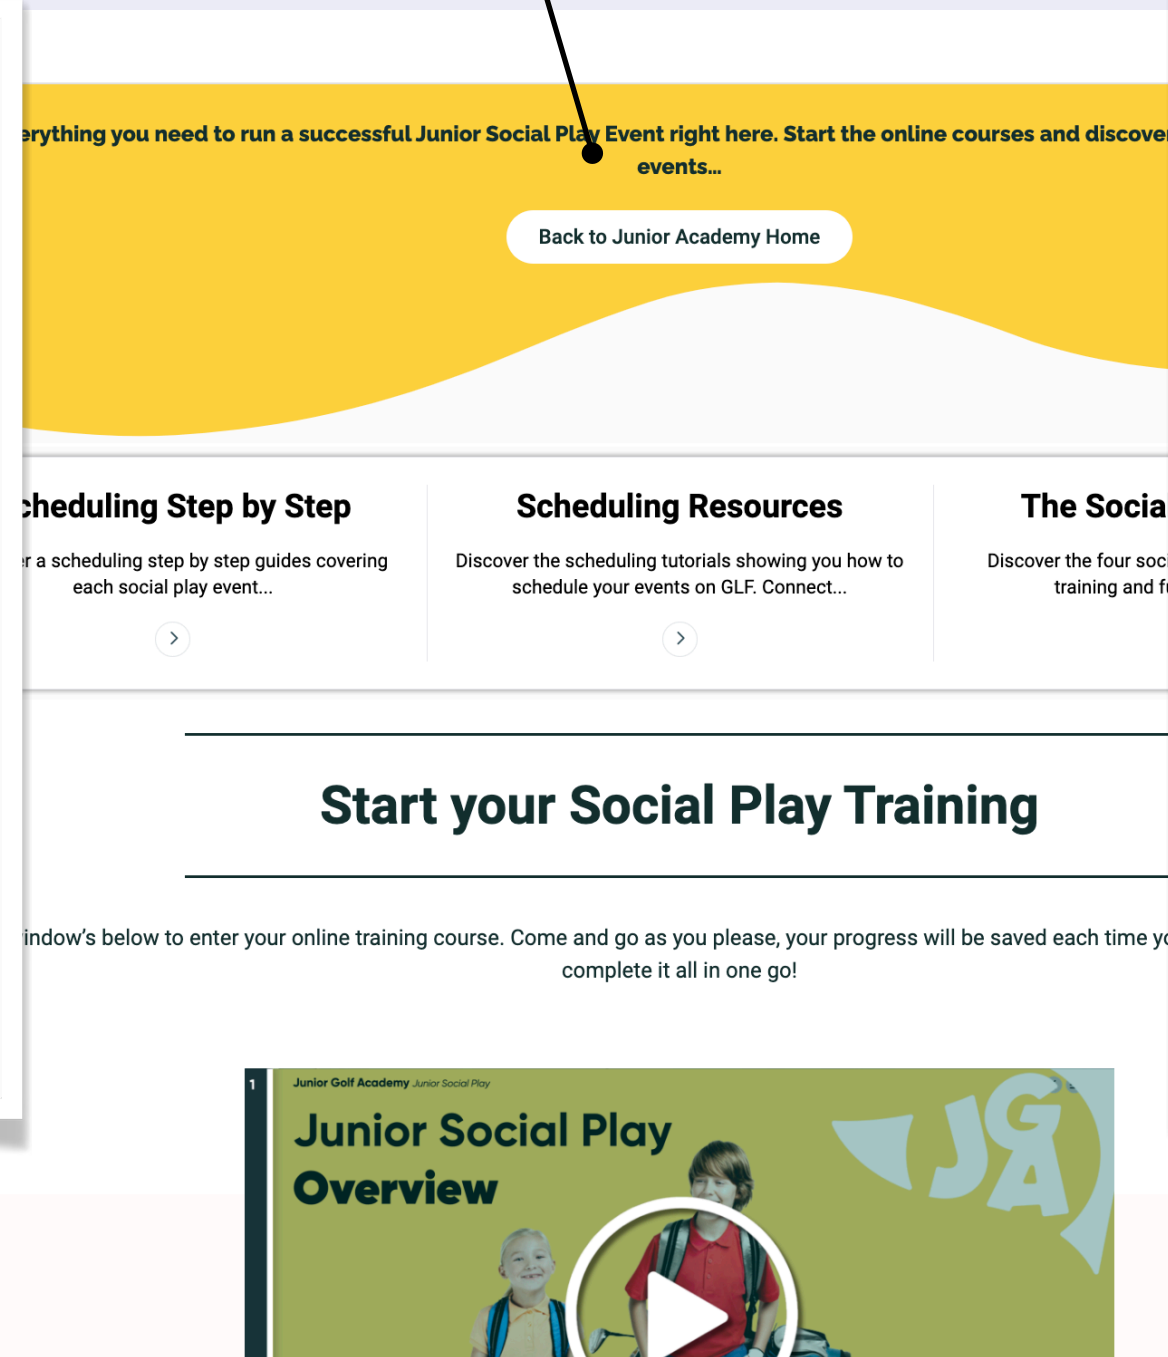 erything you need to run a successful Junior Social Play Event right here. Start the online courses and discover
events...
Back to Junior Academy Home
cheduling Step by Step
r a scheduling step by step guides covering
each social play event...
Scheduling Resources
Discover the scheduling tutorials showing you how to
schedule your events on GLF. Connect...
The Socia
Discover the four soci
training and fu
Start your Social Play Training
indow's below to enter your online training course. Come and go as you please, your progress will be saved each time yo
complete it all in one go!
1
Junior Golf Academy Junior Social Play
Junior Social Play
Overview
JGA